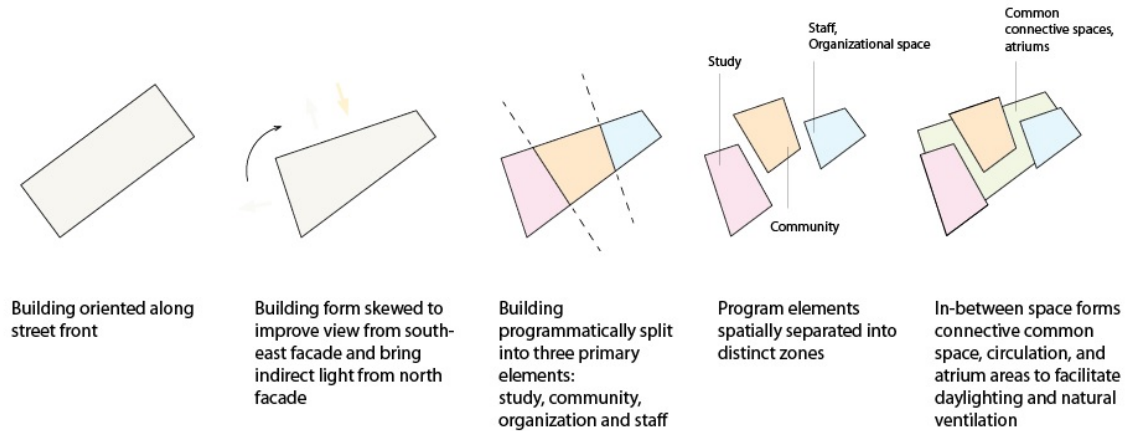 Study
Staff,
Organizational space
Community
Common
connective spaces,
atriums
Building oriented along
street front
Building form skewed to
improve view from south-
east facade and bring
indirect light from north
facade
Building
programmatically split
into three primary
elements:
study, community,
organization and staff
Program elements
spatially separated into
distinct zones
In-between space forms
connective common
space, circulation, and
atrium areas to facilitate
daylighting and natural
ventilation